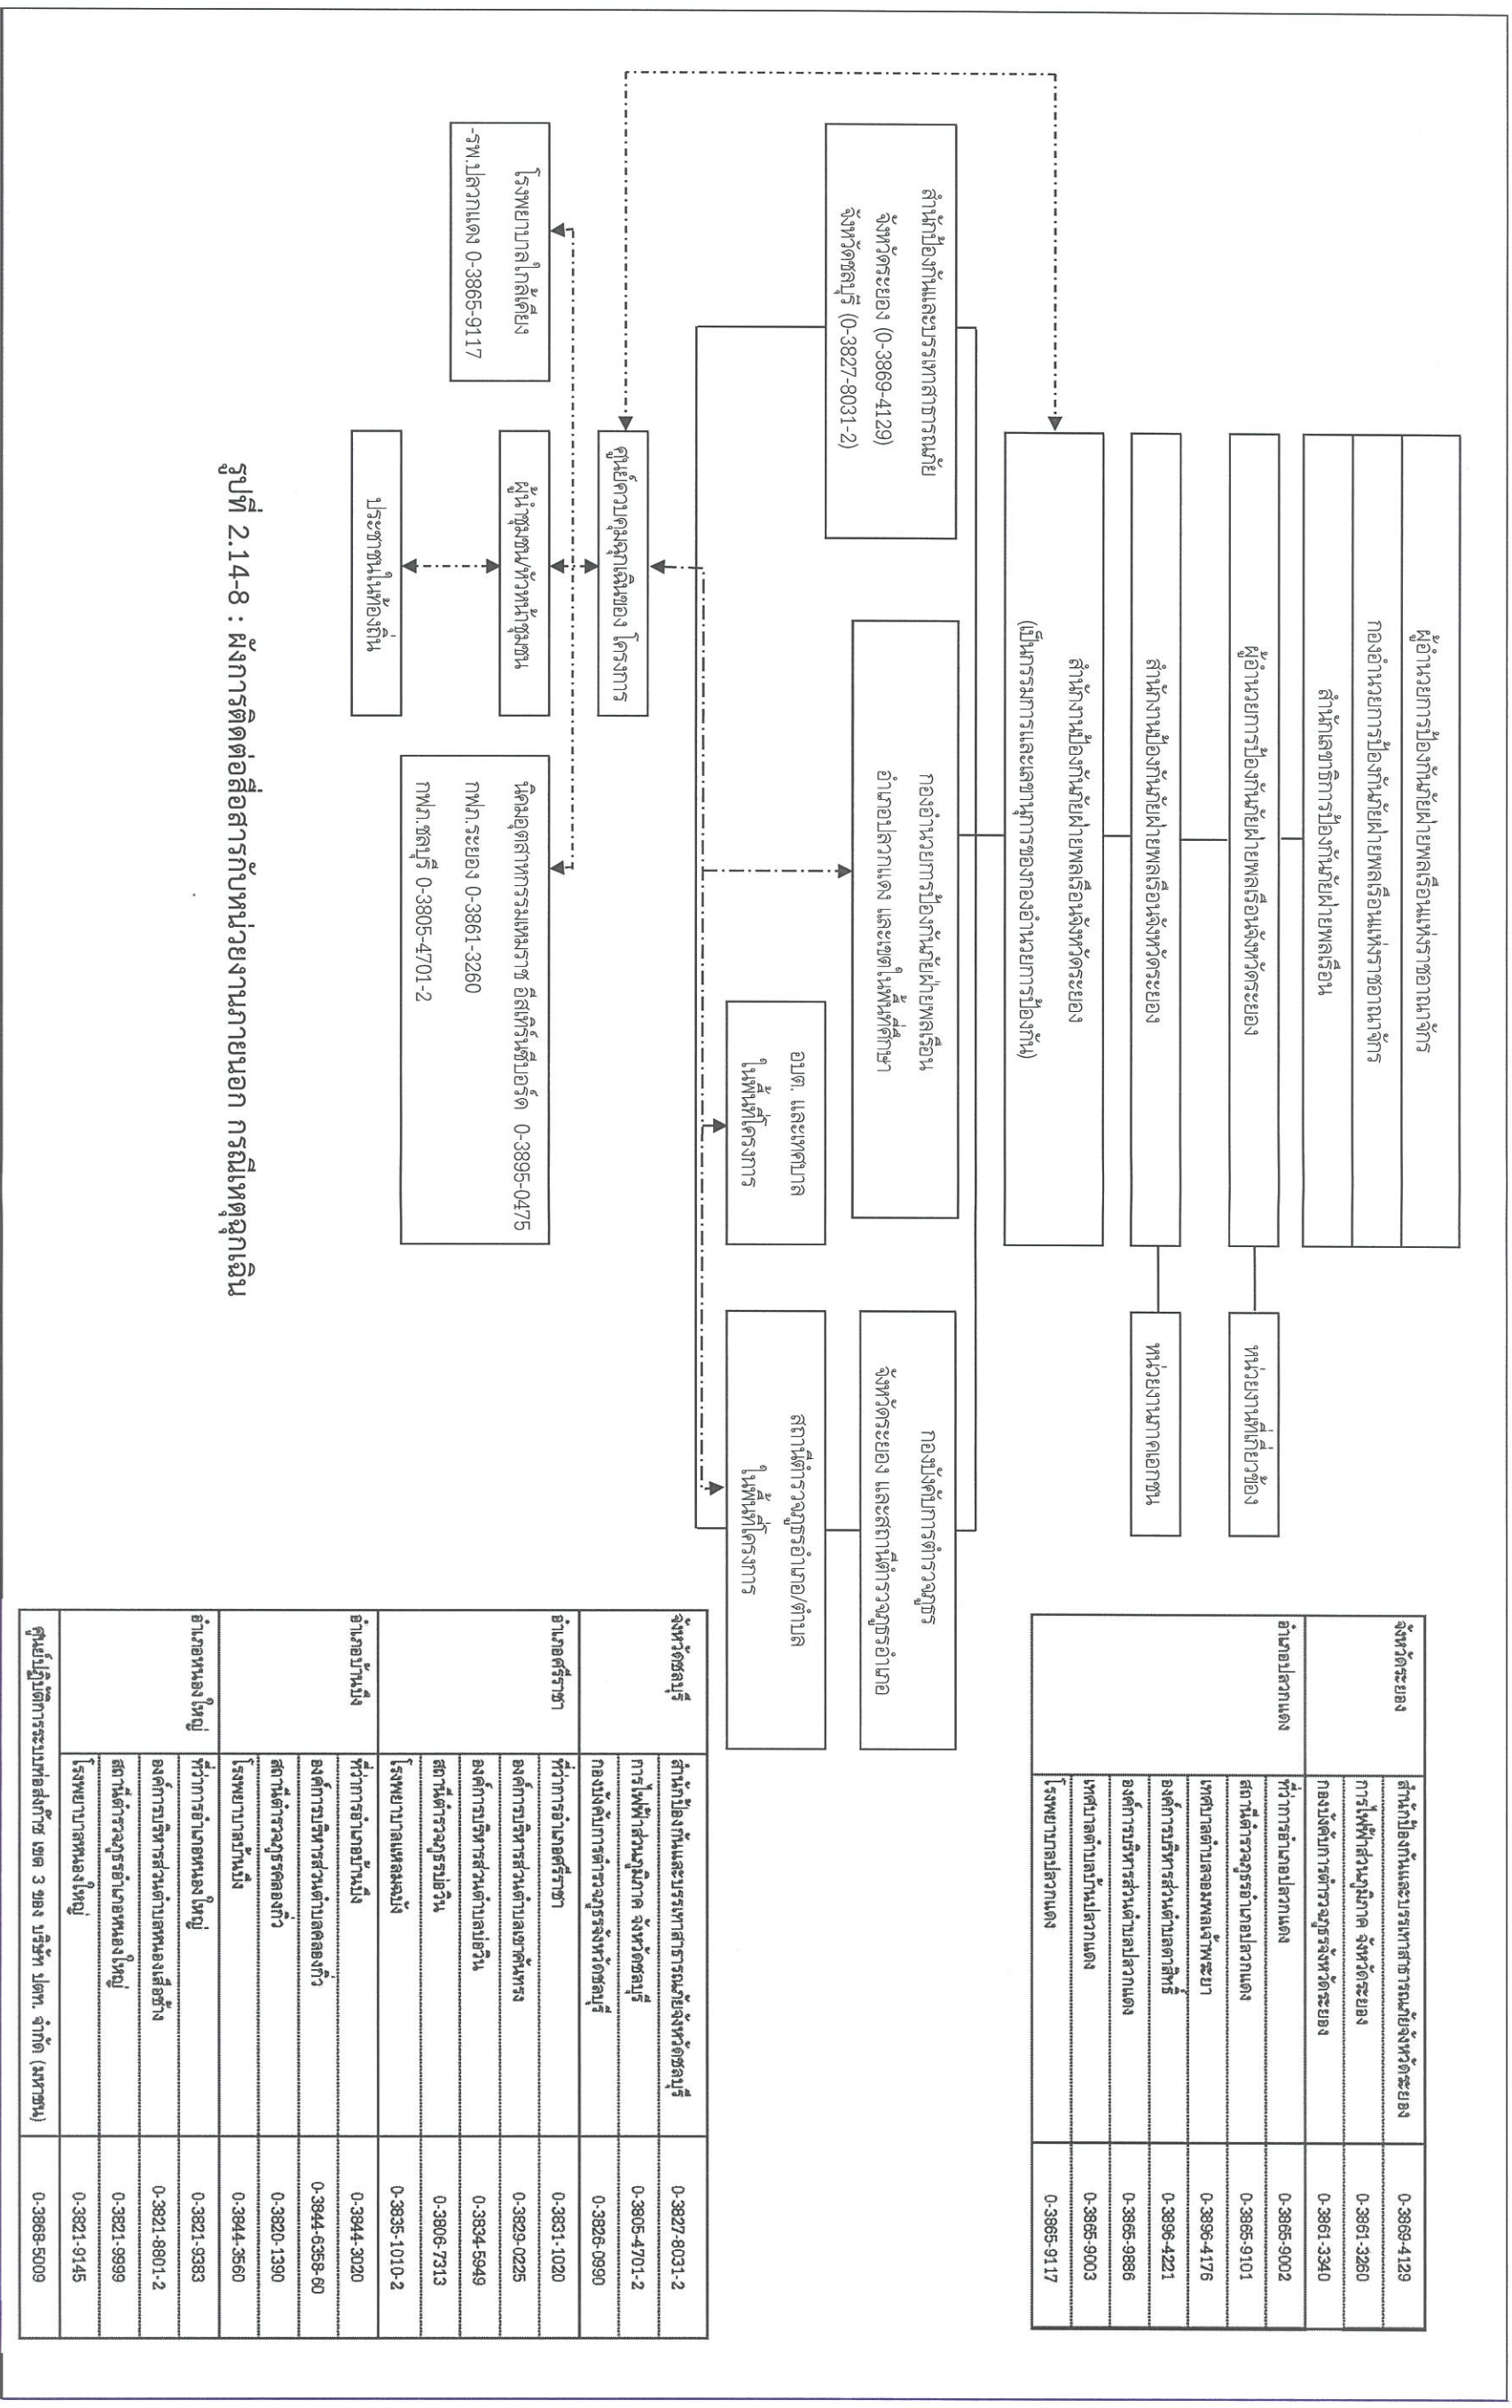 ผู้อำนวยการป้องกันภัยฝ่ายพลเรือนแห่งราชอาณาจักร
กองอำนวยการป้องกันภัยฝ่ายพลเรือนแห่งราชอาณาจักร
สำนักเลขาธิการป้องกันภัยฝ่ายพลเรือน
ผู้อำนวยการป้องกันภัยฝ่ายพลเรือนจังหวัดระยอง
หน่วยงานที่เกี่ยวข้อง
สำนักงานป้องกันภัยฝ่ายพลเรือนจังหวัดระยอง
หน่วยงานภาคเอกชน
สำนักงานป้องกันภัยฝ่ายพลเรือนจังหวัดระยอง
(เป็นกรรมการและเลขานุการของกองอำนวยการป้องกัน)
สำนักป้องกันและบรรเทาสาธารณภัย
จังหวัดระยอง (0-3869-4129)
จังหวัดชลบุรี (0-3827-8031-2)
กองอำนวยการป้องกันภัยฝ่ายพลเรือน
อำเภอปลวกแดง และเขตในพื้นที่ศึกษา
กองบังคับการตำรวจภูธร
จังหวัดระยอง และสถานีตำรวจภูธรอำเภอ
อบต. และเทศบาล
ในพื้นที่โครงการ
สถานีตำรวจภูธรอำเภอ/ตำบล
ในพื้นที่โครงการ
ศูนย์ควบคุมฉุกเฉินของ โครงการ
โรงพยาบาลใกล้เคียง
-รพ.ปลวกแดง 0-3865-9117
ผู้นำชุมชน/หัวหน้าชุมชน
นิคมอุตสาหกรรมเหมราช อีสเทิร์นซีบอร์ด 0-3895-0475
กฟภ.ระยอง 0-3861-3260
กฟภ.ชลบุรี 0-3805-4701-2
ประชาชนในท้องถิ่น
รูปที่ 2.14-8 : ผังการติดต่อสื่อสารกับหน่วยงานภายนอก กรณีเหตุฉุกเฉิน
จังหวัดระยอง สำนักป้องกันและบรรเทาสาธารณภัยจังหวัดระยอง 0-3869-4129
การไฟฟ้าส่วนภูมิภาค จังหวัดระยอง 0-3861-3260
กองบังคับการตำรวจภูธรจังหวัดระยอง 0-3861-3340
อำเภอปลวกแดง ที่ว่าการอำเภอปลวกแดง 0-3865-9002
สถานีตำรวจภูธรอำเภอปลวกแดง 0-3865-9101
เทศบาลตำบลจอมพลเจ้าพระยา 0-3896-4176
องค์การบริหารส่วนตำบลตาสิทธิ์ 0-3896-4221
องค์การบริหารส่วนตำบลปลวกแดง 0-3865-9886
เทศบาลตำบลบ้านปลวกแดง 0-3865-9003
โรงพยาบาลปลวกแดง 0-3865-9117
จังหวัดชลบุรี สำนักป้องกันและบรรเทาสาธารณภัยจังหวัดชลบุรี 0-3827-8031-2
การไฟฟ้าส่วนภูมิภาค จังหวัดชลบุรี 0-3805-4701-2
กองบังคับการตำรวจภูธรจังหวัดชลบุรี 0-3826-0990
อำเภอศรีราชา ที่ว่าการอำเภอศรีราชา 0-3831-1020
องค์การบริหารส่วนตำบลเขาคันทรง 0-3829-0225
องค์การบริหารส่วนตำบลบ่อวิน 0-3834-5949
สถานีตำรวจภูธรบ่อวิน 0-3806-7313
โรงพยาบาลแหลมฉบัง 0-3835-1010-2
อำเภอบ้านบึง ที่ว่าการอำเภอบ้านบึง 0-3844-3020
องค์การบริหารส่วนตำบลคลองกิ่ว 0-3844-6358-60
สถานีตำรวจภูธรคลองกิ่ว 0-3820-1390
โรงพยาบาลบ้านบึง 0-3844-3560
อำเภอหนองใหญ่ ที่ว่าการอำเภอหนองใหญ่ 0-3821-9383
องค์การบริหารส่วนตำบลหนองเสือช้าง 0-3821-8801-2
สถานีตำรวจภูธรอำเภอหนองใหญ่ 0-3821-9999
โรงพยาบาลหนองใหญ่ 0-3821-9145
ศูนย์ปฏิบัติการระบบท่อส่งก๊าซ เขต 3 ของ บริษัท ปตท. จำกัด (มหาชน) 0-3868-5009